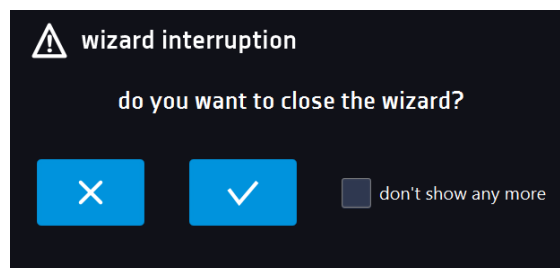 wizard interruption
do you want to close the wizard?
don't show any more